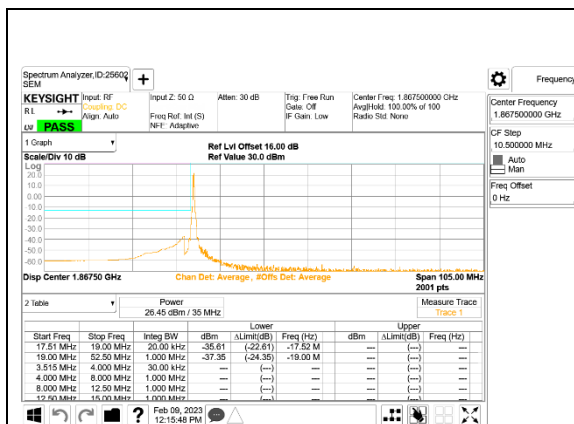 Spectrum Analyzer,ID:25602
SEM
+
Frequency
KEYSIGHT
RL
PASS
Input: RF
Coupling: DC
Align: Auto
Input Z: 50 Ω
Freq Ref: Int (S)
NFE: Adaptive
Atten: 30 dB
Trig: Free Run
Gate: Off
IF Gain: Low
Center Freq: 1.867500000 GHz
Avg|Hold: 100.00% of 100
Radio Std: None
Center Frequency
1.867500000 GHz
CF Step
10.500000 MHz
Auto
Man
Freq Offset
0 Hz
1 Graph
Scale/Div 10 dB
Ref Lvl Offset 16.00 dB
Ref Value 30.0 dBm
Log
20.0
10.0
0.00
-10.0
-20.0
-30.0
-40.0
-50.0
-60.0
Disp Center 1.86750 GHz
Chan Det: Average , #Offs Det: Average
Span 105.00 MHz
2001 pts
2 Table
Power
26.45 dBm / 35 MHz
Measure Trace
Trace 1
Lower Upper
Start Freq Stop Freq Integ BW dBm ΔLimit(dB) Freq (Hz) dBm ΔLimit(dB) Freq (Hz)
17.51 MHz 19.00 MHz 20.00 kHz -35.61 (-22.61) -17.52 M --- (---) ---
19.00 MHz 52.50 MHz 1.000 MHz -37.35 (-24.35) -19.00 M --- (---) ---
3.515 MHz 4.000 MHz 30.00 kHz --- (---) --- --- (---) ---
4.000 MHz 8.000 MHz 1.000 MHz --- (---) --- --- (---) ---
8.000 MHz 12.50 MHz 1.000 MHz --- (---) --- --- (---) ---
12.50 MHz 15.00 MHz 1.000 MHz --- (---) --- --- (---) ---
?
Feb 09, 2023
12:15:48 PM